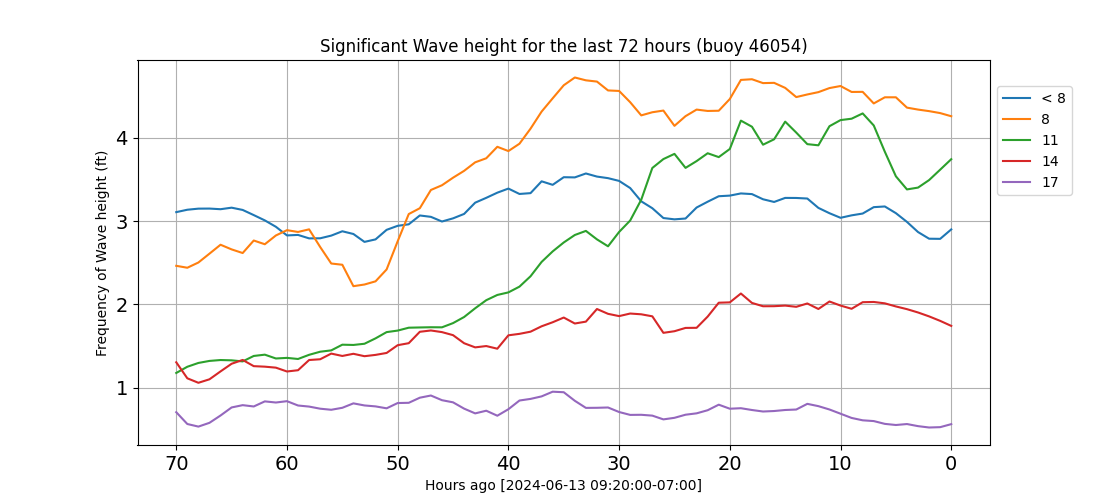 Significant Wave height for the last 72 hours (buoy 46054)
Frequency of Wave height (ft)
4
3
2
1
70 60 50 40 30 20 10 0
Hours ago [2024-06-13 09:20:00-07:00]
< 8
8
11
14
17